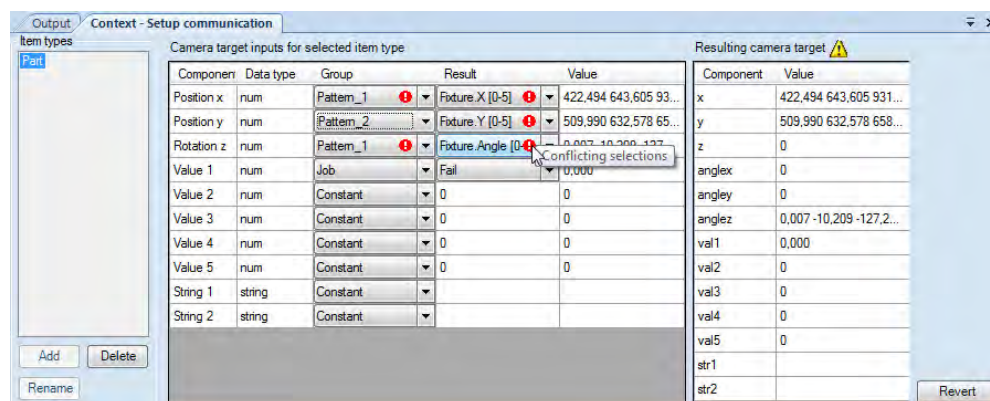 Output Context - Setup communication
Item types
Part
Camera target inputs for selected item type
Resulting camera target
Componen Data type Group Result Value
Position x num Pattern_1 Fixture.X [0-5] 422,494 643,605 93...
Position y num Pattern_2 Fixture.Y [0-5] 509,990 632,578 65...
Rotation z num Pattern_1 Fixture.Angle [0-
Conflicting selections
Value 1 num Job Fail 0,000
Value 2 num Constant 0 0
Value 3 num Constant 0 0
Value 4 num Constant 0 0
Value 5 num Constant 0 0
String 1 string Constant
String 2 string Constant
Component Value
x 422,494 643,605 931...
y 509,990 632,578 658...
z 0
anglex 0
angley 0
anglez 0,007 -10,209 -127,2...
val1 0,000
val2 0
val3 0
val4 0
val5 0
str1
str2
Add Delete
Rename
Revert